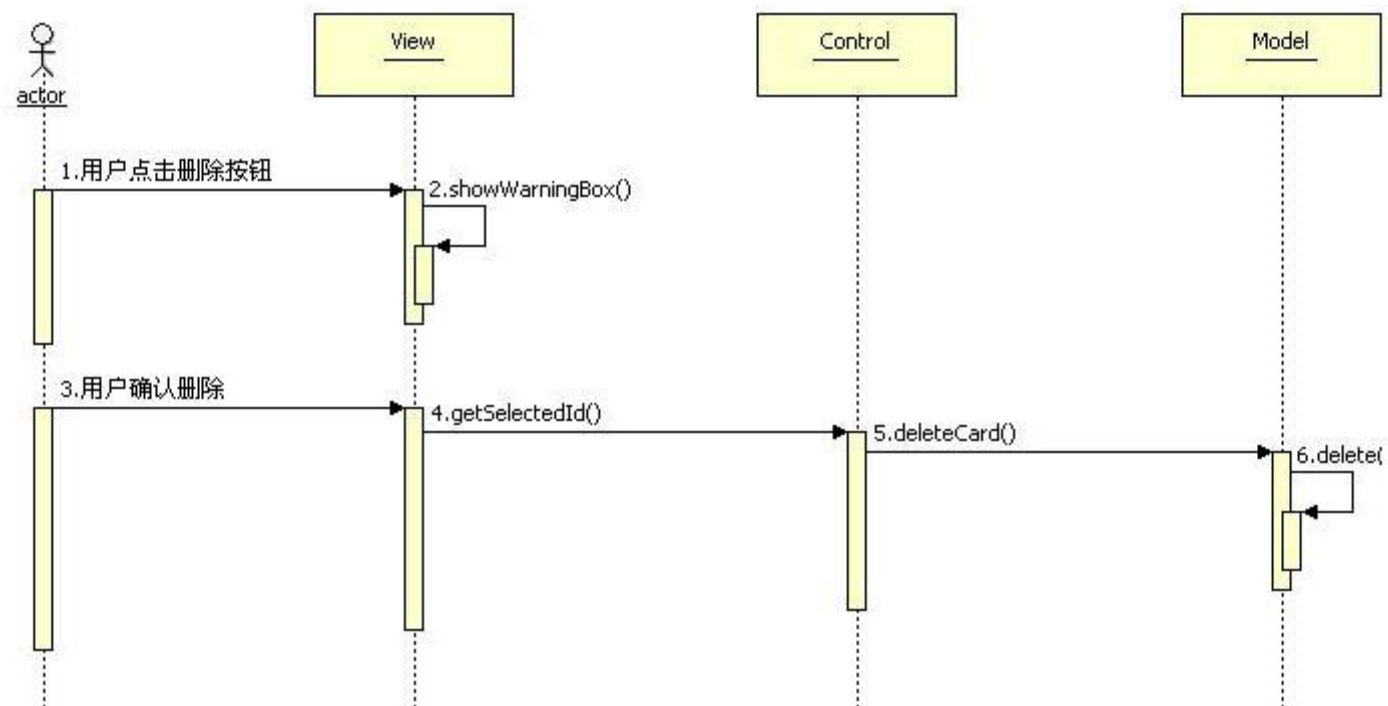 View
Control
Model
actor
1.用户点击删除按钮
2.showWarningBox()
3.用户确认删除
4.getSelectedId()
5.deleteCard()
6.delete(